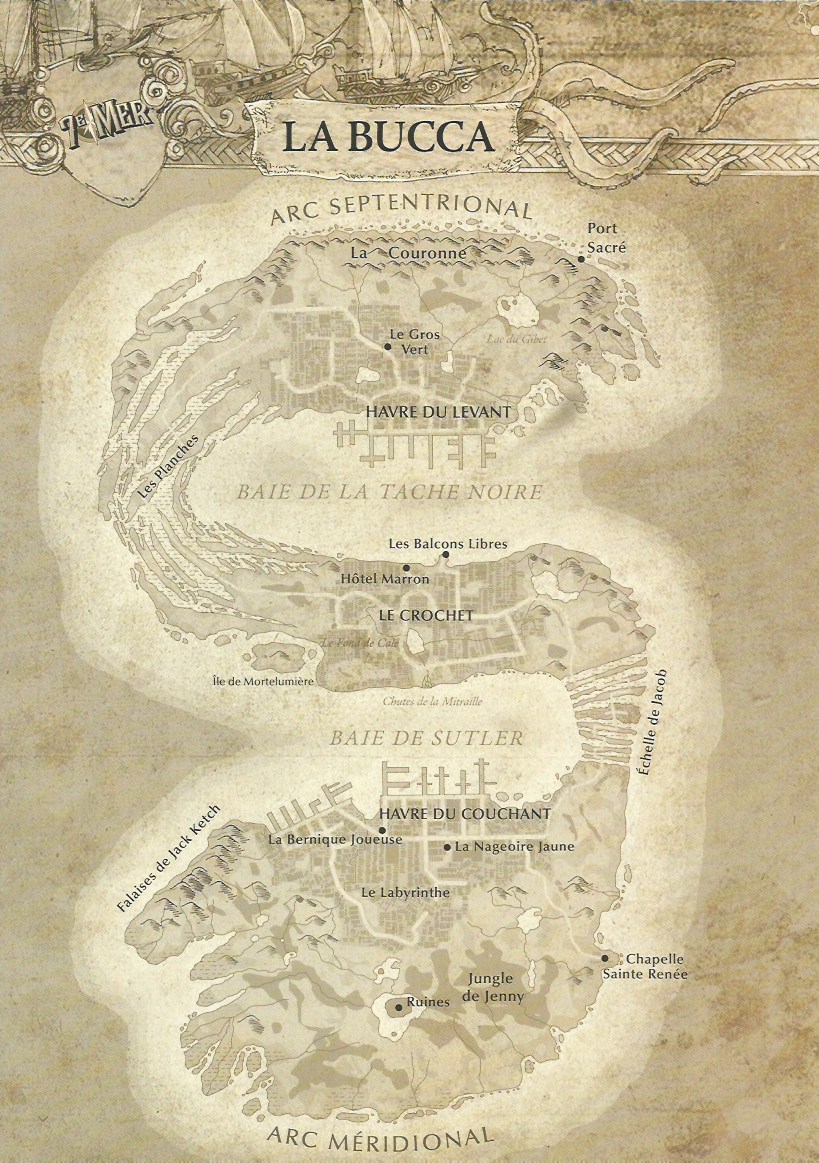 7E MER
LA BUCCA
ARC SEPTENTRIONAL
Port
Sacré
La Couronne
Le Gros
Vert
Lac du Gibet
HAVRE DU LEVANT
Les Planches
BAIE DE LA TACHE NOIRE
Les Balcons Libres
Hôtel Marron
LE CROCHET
Le Fond de Cale
Île de Mortelumière
Chutes de la Mitraille
Échelle de Jacob
BAIE DE SUTLER
HAVRE DU COUCHANT
Falaises de Jack Ketch
La Bernique Joueuse
La Nageoire Jaune
Le Labyrinthe
Chapelle
Sainte Renée
Jungle
de Jenny
Ruines
ARC MÉRIDIONAL